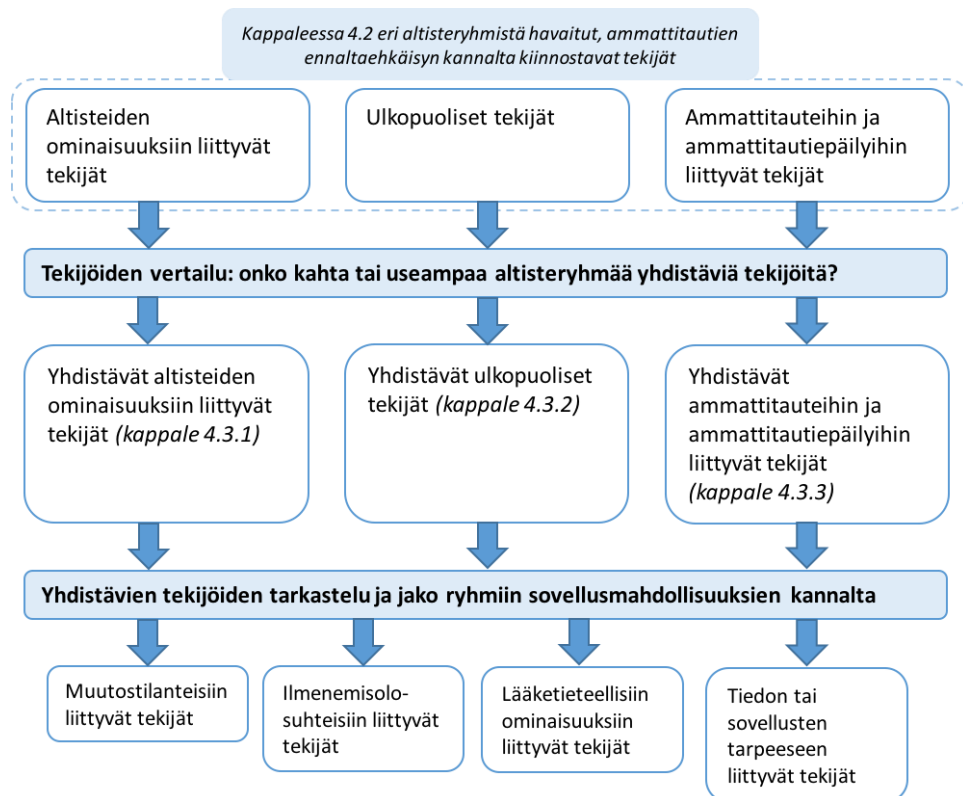 Kappaleessa 4.2 eri altisteryhmistä havaitut, ammattitautien
ennaltaehkäisyn kannalta kiinnostavat tekijät
Altisteiden
ominaisuuksiin liittyvät
tekijät
Ulkopuoliset tekijät
Ammattitauteihin ja
ammattitautiepäilyihin
liittyvät tekijät
Tekijöiden vertailu: onko kahta tai useampaa altisteryhmää yhdistäviä tekijöitä?
Yhdistävät altisteiden
ominaisuuksiin liittyvät
tekijät (kappale 4.3.1)
Yhdistävät ulkopuoliset
tekijät (kappale 4.3.2)
Yhdistävät
ammattitauteihin ja
ammattitautiepäilyihin
liittyvät tekijät
(kappale 4.3.3)
Yhdistävien tekijöiden tarkastelu ja jako ryhmiin sovellusmahdollisuuksien kannalta
Muutostilanteisiin
liittyvät tekijät
Ilmenemisolo-
suhteisiin liittyvät
tekijät
Lääketieteellisiin
ominaisuuksiin
liittyvät tekijät
Tiedon tai
sovellusten
tarpeeseen
liittyvät tekijät